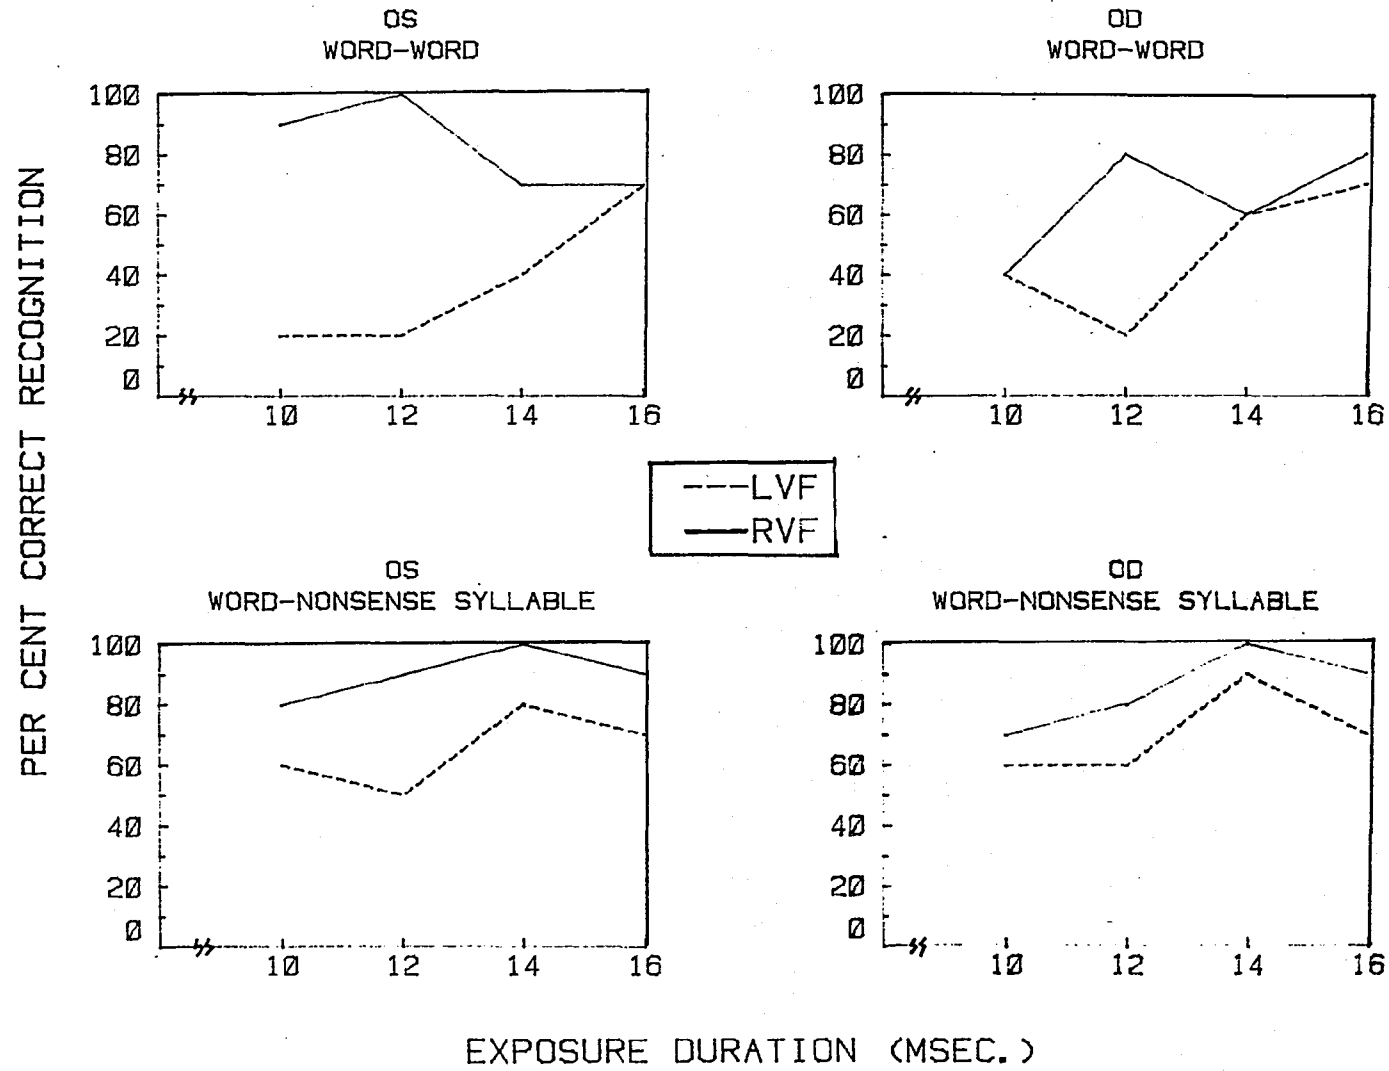 OS
WORD-WORD
OD
WORD-WORD
PER CENT CORRECT RECOGNITION
100
80
60
40
20
0
10 12 14 16
100
80
60
40
20
0
10 12 14 16
LVF
RVF
OS
WORD-NONSENSE SYLLABLE
OD
WORD-NONSENSE SYLLABLE
100
80
60
40
20
0
10 12 14 16
100
80
60
40
20
0
10 12 14 16
EXPOSURE DURATION (MSEC.)